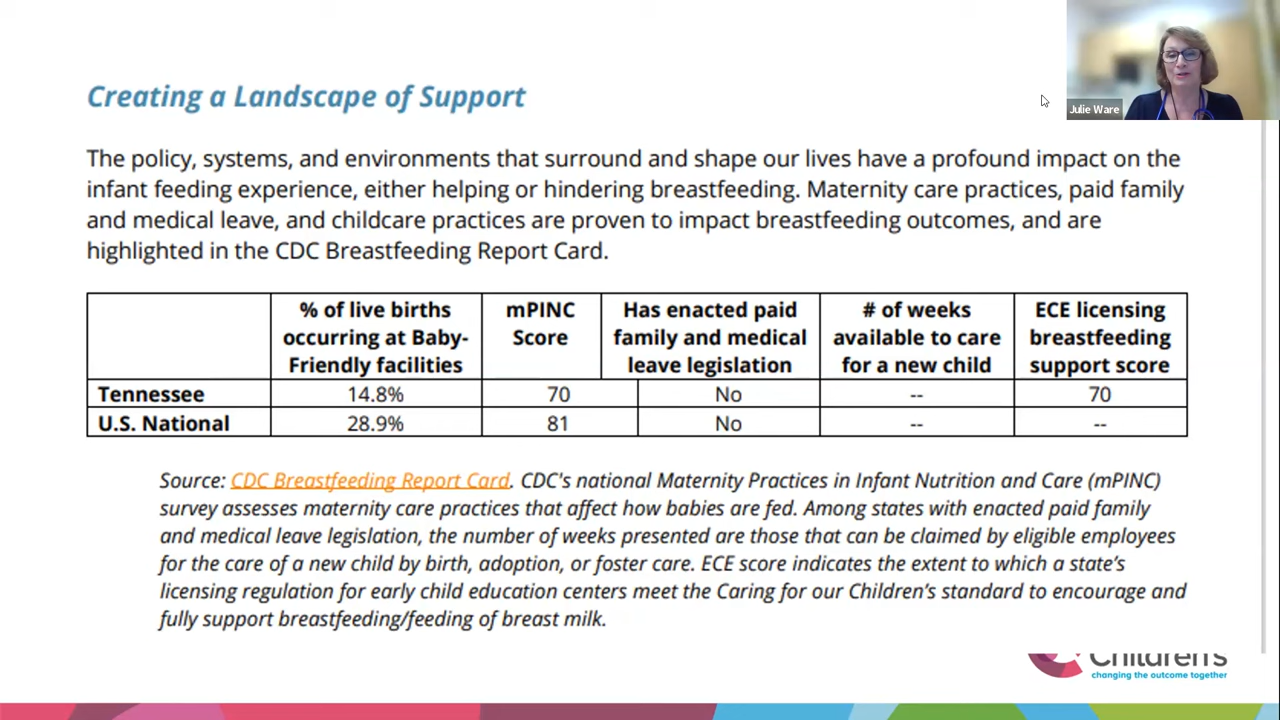 Julie Ware
Creating a Landscape of Support
The policy, systems, and environments that surround and shape our lives have a profound impact on the
infant feeding experience, either helping or hindering breastfeeding. Maternity care practices, paid family
and medical leave, and childcare practices are proven to impact breastfeeding outcomes, and are
highlighted in the CDC Breastfeeding Report Card.
% of live births occurring at Baby-Friendly facilities | mPINC Score | Has enacted paid family and medical leave legislation | # of weeks available to care for a new child | ECE licensing breastfeeding support score
Tennessee | 14.8% | 70 | No | -- | 70
U.S. National | 28.9% | 81 | No | -- | --
Source: CDC Breastfeeding Report Card. CDC's national Maternity Practices in Infant Nutrition and Care (mPINC)
survey assesses maternity care practices that affect how babies are fed. Among states with enacted paid family
and medical leave legislation, the number of weeks presented are those that can be claimed by eligible employees
for the care of a new child by birth, adoption, or foster care. ECE score indicates the extent to which a state's
licensing regulation for early child education centers meet the Caring for our Children's standard to encourage and
fully support breastfeeding/feeding of breast milk.
Children's
changing the outcome together